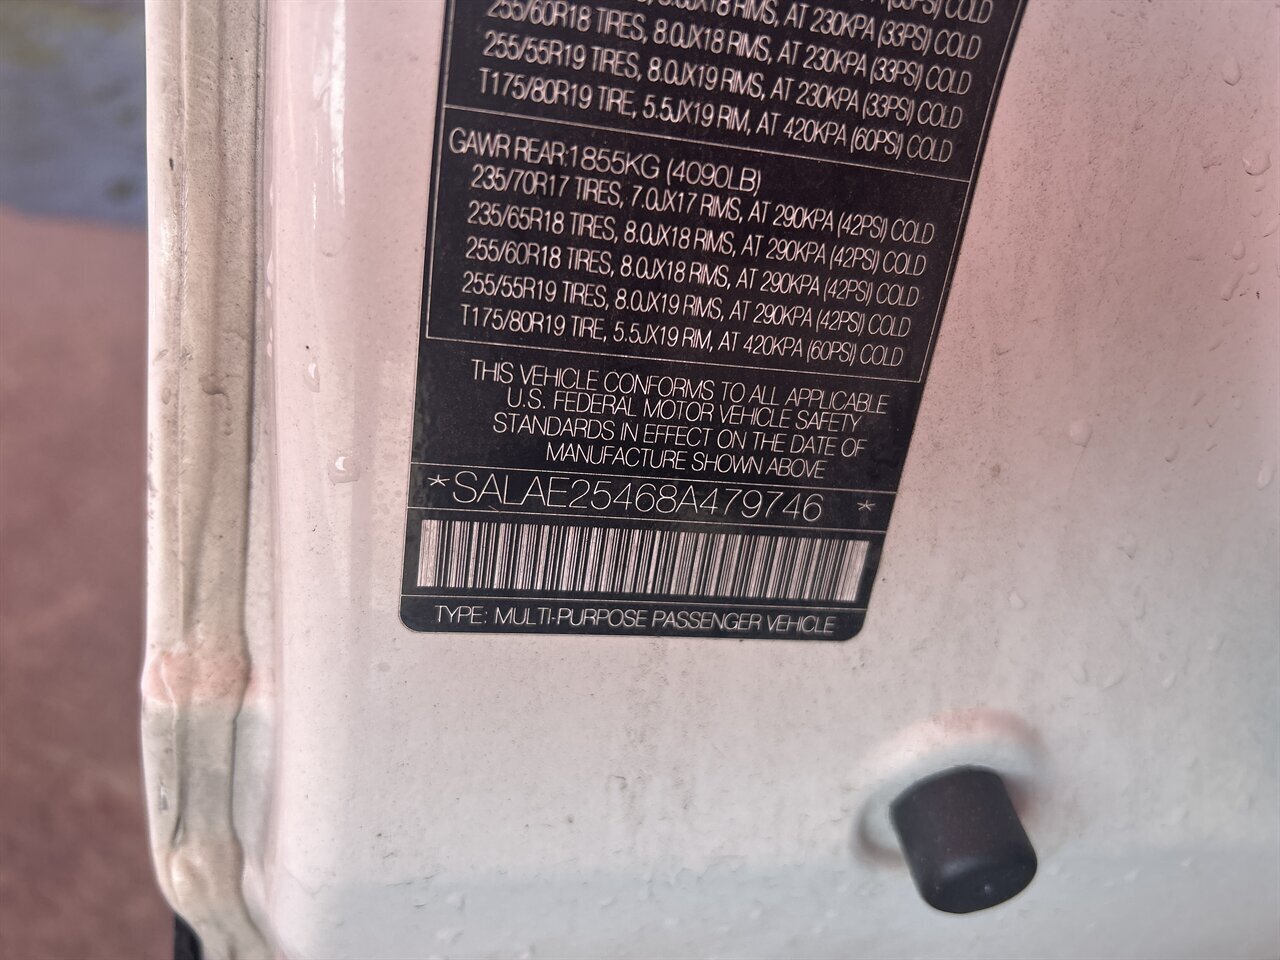 (33PSI) COLD
255/60R18 TIRES, 8.0JX18 RIMS, AT 230KPA (33PSI) COLD
255/55R19 TIRES, 8.0JX19 RIMS, AT 230KPA (33PSI) COLD
T175/80R19 TIRE, 5.5JX19 RIM, AT 420KPA (60PSI) COLD
GAWR REAR:1855KG (4090LB)
235/70R17 TIRES, 7.0JX17 RIMS, AT 290KPA (42PSI) COLD
235/65R18 TIRES, 8.0JX18 RIMS, AT 290KPA (42PSI) COLD
255/60R18 TIRES, 8.0JX18 RIMS, AT 290KPA (42PSI) COLD
255/55R19 TIRES, 8.0JX19 RIMS, AT 290KPA (42PSI) COLD
T175/80R19 TIRE, 5.5JX19 RIM, AT 420KPA (60PSI) COLD
THIS VEHICLE CONFORMS TO ALL APPLICABLE
U.S. FEDERAL MOTOR VEHICLE SAFETY
STANDARDS IN EFFECT ON THE DATE OF
MANUFACTURE SHOWN ABOVE
*SALAE25468A479746 *
TYPE: MULTI-PURPOSE PASSENGER VEHICLE